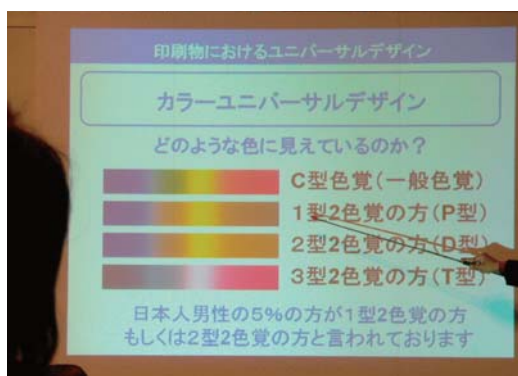 印刷物におけるユニバーサルデザイン
カラーユニバーサルデザイン
どのような色に見えているのか？
C型色覚(一般色覚)
1型2色覚の方(P型)
2型2色覚の方(D型)
3型2色覚の方(T型)
日本人男性の5%の方が1型2色覚の方
もしくは2型2色覚の方と言われております